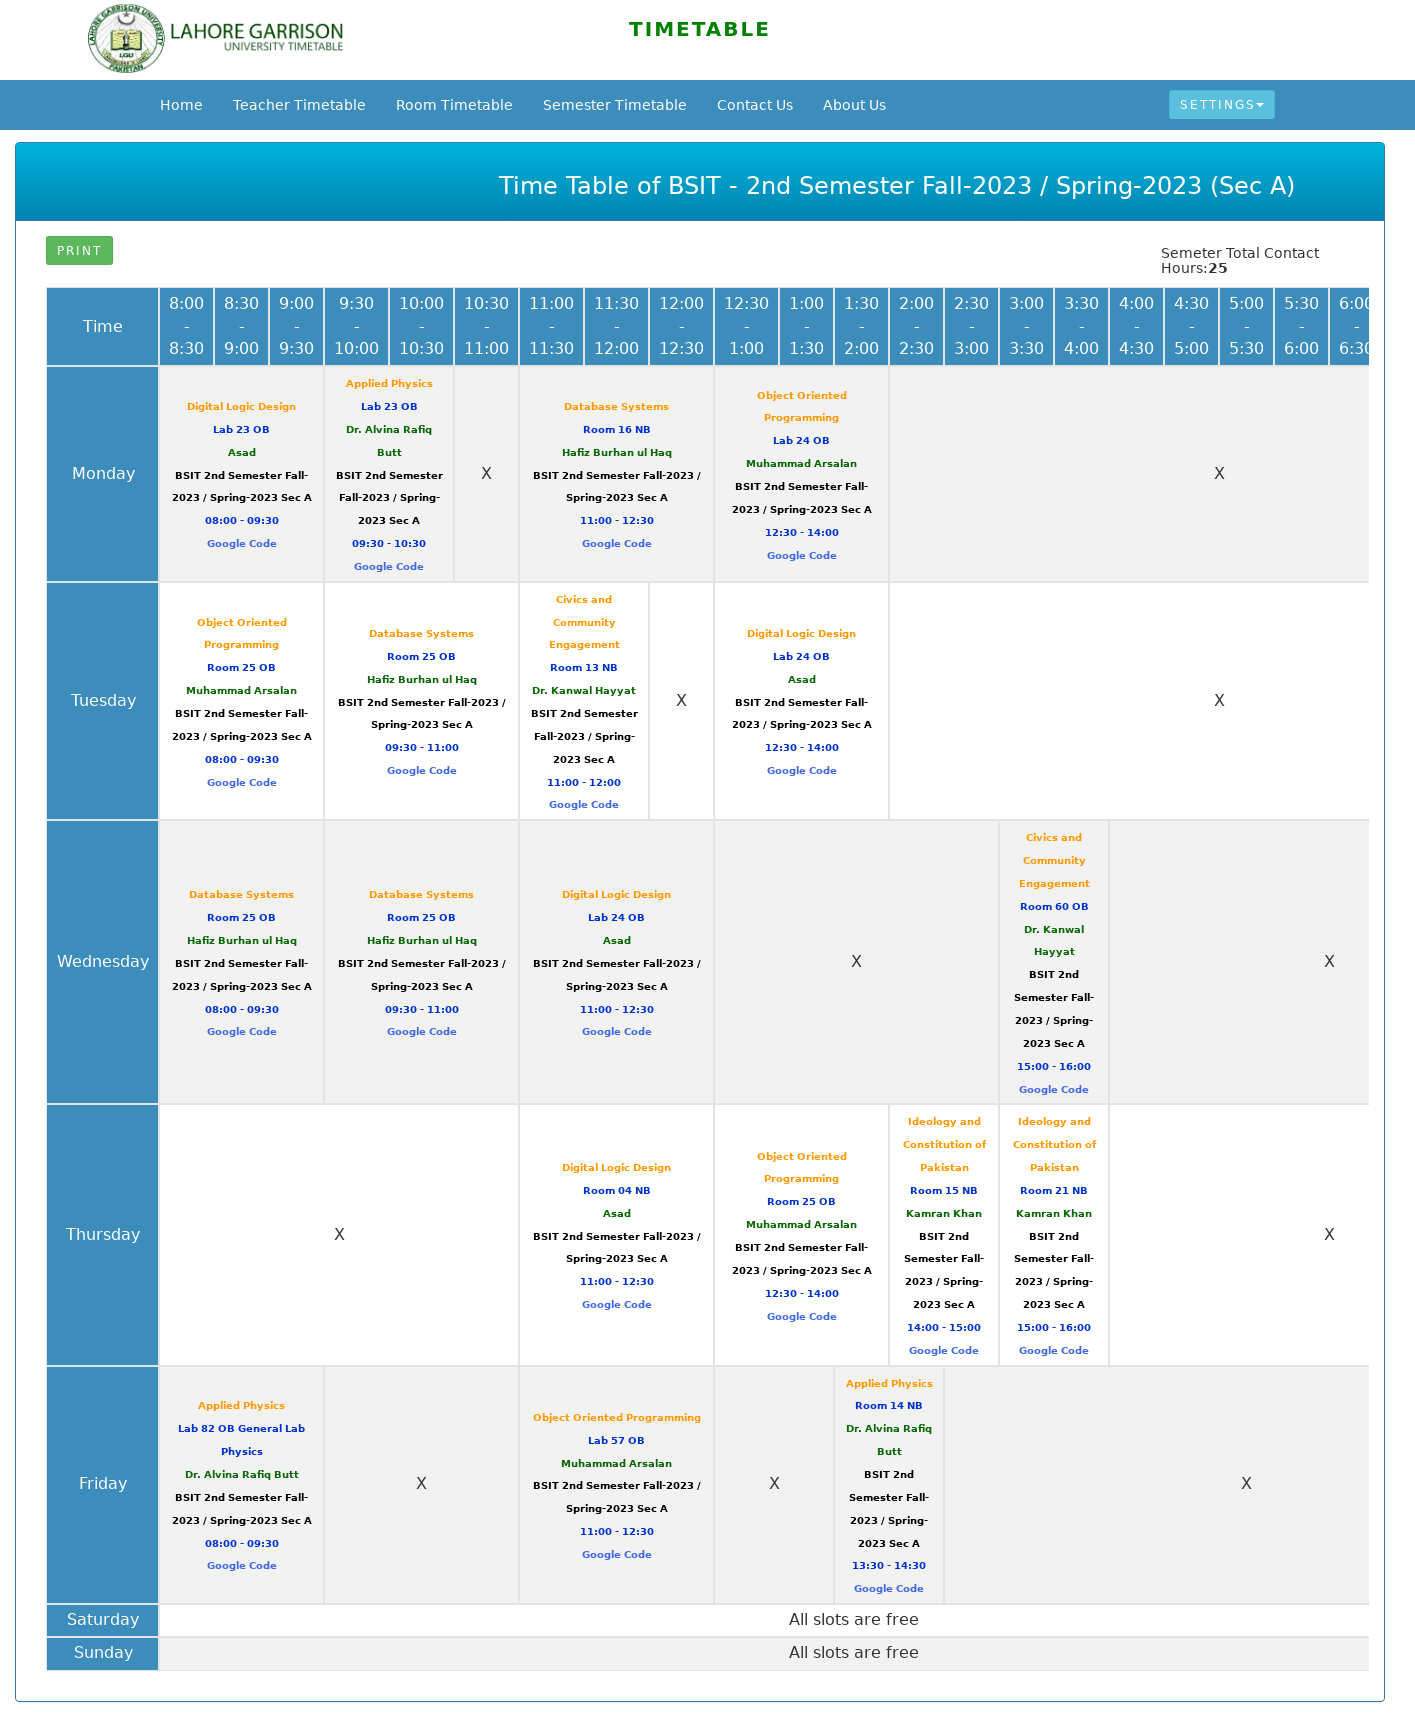 LAHORE GARRISON UNIVERSITY
LGU
PAKISTAN
LAHORE GARRISON
UNIVERSITY TIMETABLE
TIMETABLE
Home Teacher Timetable Room Timetable Semester Timetable Contact Us About Us SETTINGS
Time Table of BSIT - 2nd Semester Fall-2023 / Spring-2023 (Sec A)
PRINT
Semeter Total Contact
Hours:25
Time
8:00
-
8:30
8:30
-
9:00
9:00
-
9:30
9:30
-
10:00
10:00
-
10:30
10:30
-
11:00
11:00
-
11:30
11:30
-
12:00
12:00
-
12:30
12:30
-
1:00
1:00
-
1:30
1:30
-
2:00
2:00
-
2:30
2:30
-
3:00
3:00
-
3:30
3:30
-
4:00
4:00
-
4:30
4:30
-
5:00
5:00
-
5:30
5:30
-
6:00
6:00
-
6:30
Monday
Digital Logic Design
Lab 23 OB
Asad
BSIT 2nd Semester Fall-
2023 / Spring-2023 Sec A
08:00 - 09:30
Google Code
Applied Physics
Lab 23 OB
Dr. Alvina Rafiq
Butt
BSIT 2nd Semester
Fall-2023 / Spring-
2023 Sec A
09:30 - 10:30
Google Code
X
Database Systems
Room 16 NB
Hafiz Burhan ul Haq
BSIT 2nd Semester Fall-2023 /
Spring-2023 Sec A
11:00 - 12:30
Google Code
Object Oriented
Programming
Lab 24 OB
Muhammad Arsalan
BSIT 2nd Semester Fall-
2023 / Spring-2023 Sec A
12:30 - 14:00
Google Code
X
Tuesday
Object Oriented
Programming
Room 25 OB
Muhammad Arsalan
BSIT 2nd Semester Fall-
2023 / Spring-2023 Sec A
08:00 - 09:30
Google Code
Database Systems
Room 25 OB
Hafiz Burhan ul Haq
BSIT 2nd Semester Fall-2023 /
Spring-2023 Sec A
09:30 - 11:00
Google Code
Civics and
Community
Engagement
Room 13 NB
Dr. Kanwal Hayyat
BSIT 2nd Semester
Fall-2023 / Spring-
2023 Sec A
11:00 - 12:00
Google Code
X
Digital Logic Design
Lab 24 OB
Asad
BSIT 2nd Semester Fall-
2023 / Spring-2023 Sec A
12:30 - 14:00
Google Code
X
Wednesday
Database Systems
Room 25 OB
Hafiz Burhan ul Haq
BSIT 2nd Semester Fall-
2023 / Spring-2023 Sec A
08:00 - 09:30
Google Code
Database Systems
Room 25 OB
Hafiz Burhan ul Haq
BSIT 2nd Semester Fall-2023 /
Spring-2023 Sec A
09:30 - 11:00
Google Code
Digital Logic Design
Lab 24 OB
Asad
BSIT 2nd Semester Fall-2023 /
Spring-2023 Sec A
11:00 - 12:30
Google Code
X
Civics and
Community
Engagement
Room 60 OB
Dr. Kanwal
Hayyat
BSIT 2nd
Semester Fall-
2023 / Spring-
2023 Sec A
15:00 - 16:00
Google Code
X
Thursday
X
Digital Logic Design
Room 04 NB
Asad
BSIT 2nd Semester Fall-2023 /
Spring-2023 Sec A
11:00 - 12:30
Google Code
Object Oriented
Programming
Room 25 OB
Muhammad Arsalan
BSIT 2nd Semester Fall-
2023 / Spring-2023 Sec A
12:30 - 14:00
Google Code
Ideology and
Constitution of
Pakistan
Room 15 NB
Kamran Khan
BSIT 2nd
Semester Fall-
2023 / Spring-
2023 Sec A
14:00 - 15:00
Google Code
Ideology and
Constitution of
Pakistan
Room 21 NB
Kamran Khan
BSIT 2nd
Semester Fall-
2023 / Spring-
2023 Sec A
15:00 - 16:00
Google Code
X
Friday
Applied Physics
Lab 82 OB General Lab
Physics
Dr. Alvina Rafiq Butt
BSIT 2nd Semester Fall-
2023 / Spring-2023 Sec A
08:00 - 09:30
Google Code
X
Object Oriented Programming
Lab 57 OB
Muhammad Arsalan
BSIT 2nd Semester Fall-2023 /
Spring-2023 Sec A
11:00 - 12:30
Google Code
X
Applied Physics
Room 14 NB
Dr. Alvina Rafiq
Butt
BSIT 2nd
Semester Fall-
2023 / Spring-
2023 Sec A
13:30 - 14:30
Google Code
X
Saturday
All slots are free
Sunday
All slots are free